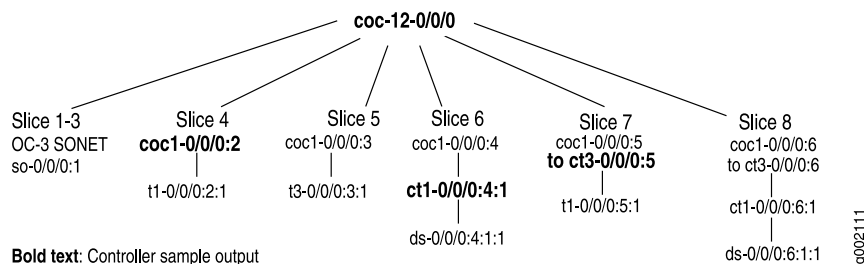 coc-12-0/0/0
Slice 1-3
OC-3 SONET
so-0/0/0:1
Slice 4
coc1-0/0/0:2
t1-0/0/0:2:1
Slice 5
coc1-0/0/0:3
t3-0/0/0:3:1
Slice 6
coc1-0/0/0:4
ct1-0/0/0:4:1
ds-0/0/0:4:1:1
Slice 7
coc1-0/0/0:5
to ct3-0/0/0:5
t1-0/0/0:5:1
Slice 8
coc1-0/0/0:6
to ct3-0/0/0:6
ct1-0/0/0:6:1
ds-0/0/0:6:1:1
Bold text: Controller sample output
g002111